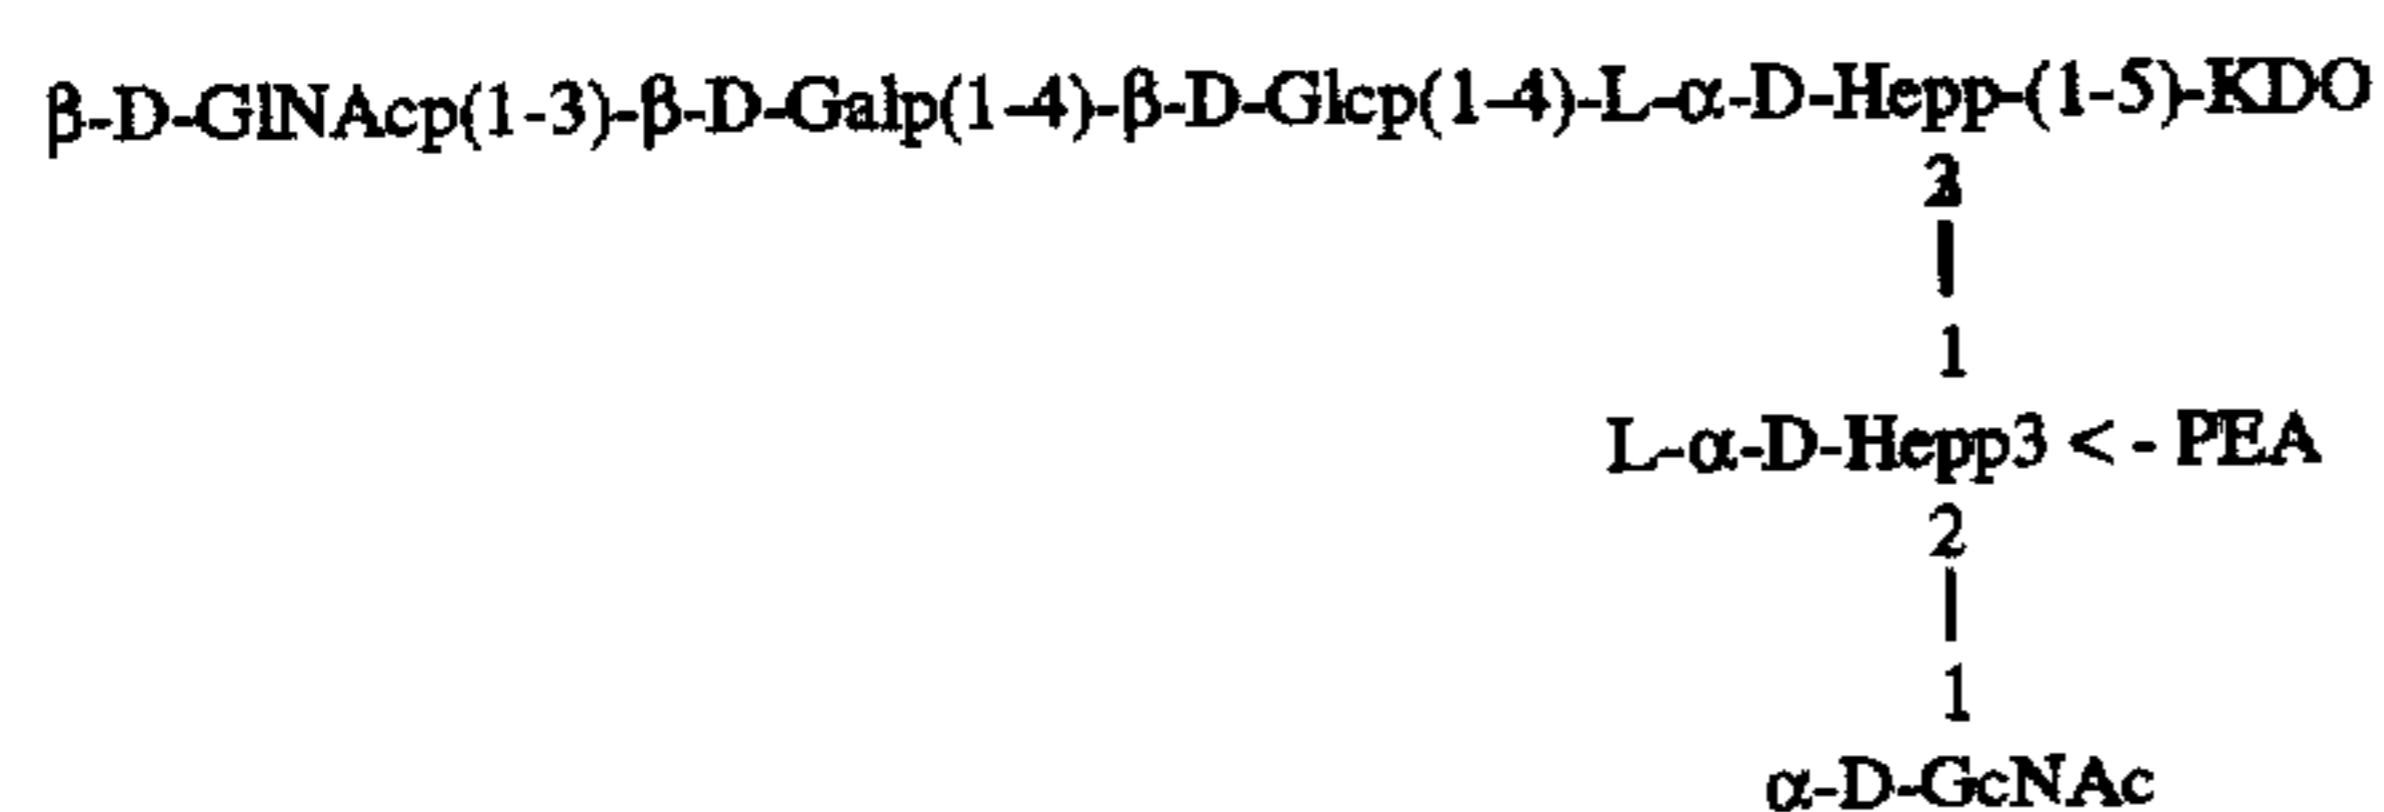 β-D-GlNAcp(1-3)-β-D-Galp(1-4)-β-D-Glcp(1-4)-L-α-D-Hepp-(1-5)-KDO
1
L-α-D-Hepp3 < - PEA
2
1
α-D-GcNAc